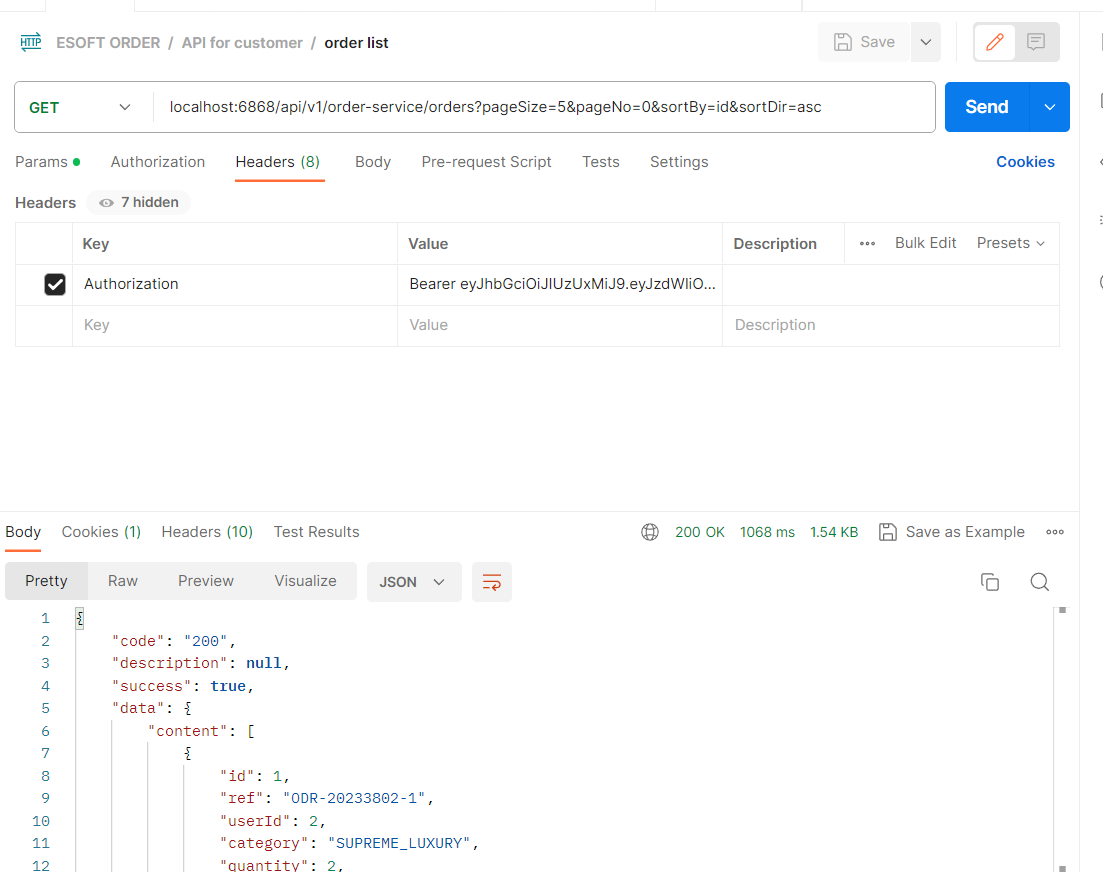 HTTP ESOFT ORDER / API for customer / order list Save
GET localhost:6868/api/v1/order-service/orders?pageSize=5&pageNo=0&sortBy=id&sortDir=asc Send
Params Authorization Headers (8) Body Pre-request Script Tests Settings Cookies
Headers 7 hidden
Key Value Description ••• Bulk Edit Presets
Authorization Bearer eyJhbGciOiJIUzUxMiJ9.eyJzdWIiO...
Key Value Description
Body Cookies (1) Headers (10) Test Results 200 OK 1068 ms 1.54 KB Save as Example •••
Pretty Raw Preview Visualize JSON
1 {
2 "code": "200",
3 "description": null,
4 "success": true,
5 "data": {
6 "content": [
7 {
8 "id": 1,
9 "ref": "ODR-20233802-1",
10 "userId": 2,
11 "category": "SUPREME_LUXURY",
12 "quantity": 2,